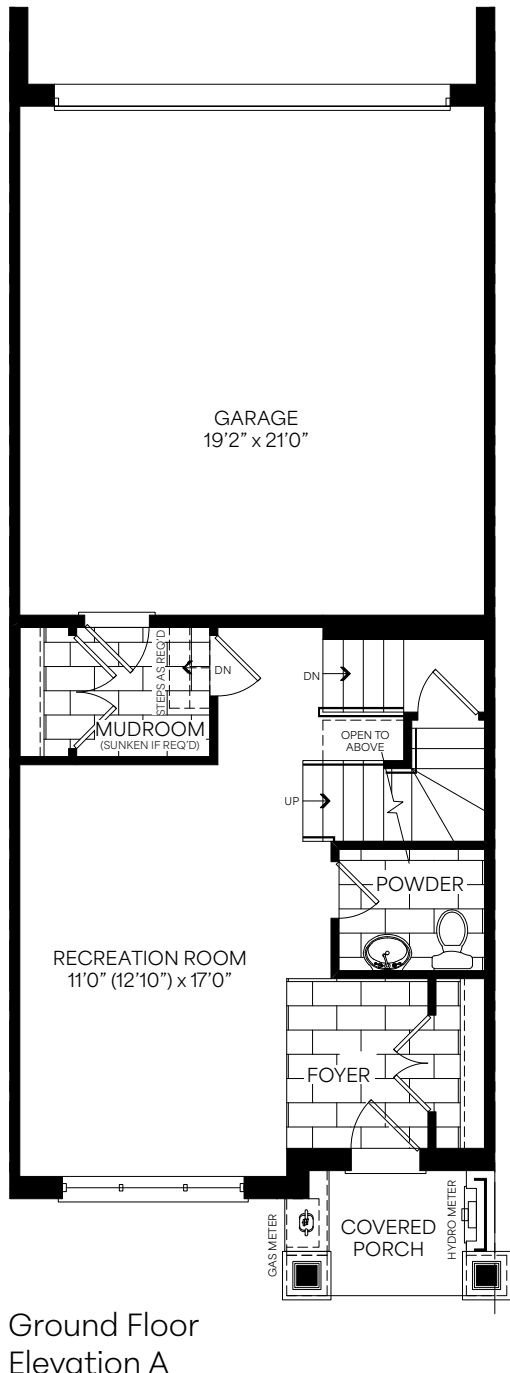 GARAGE
19’2” x 21’0”
STEPS AS REQ’D
DN
DN
MUDROOM
(SUNKEN IF REQ’D)
OPEN TO
ABOVE
UP
POWDER
RECREATION ROOM
11’0” (12’10”) x 17’0”
FOYER
GAS METER
COVERED
PORCH
HYDRO METER
Ground Floor
Elevation A